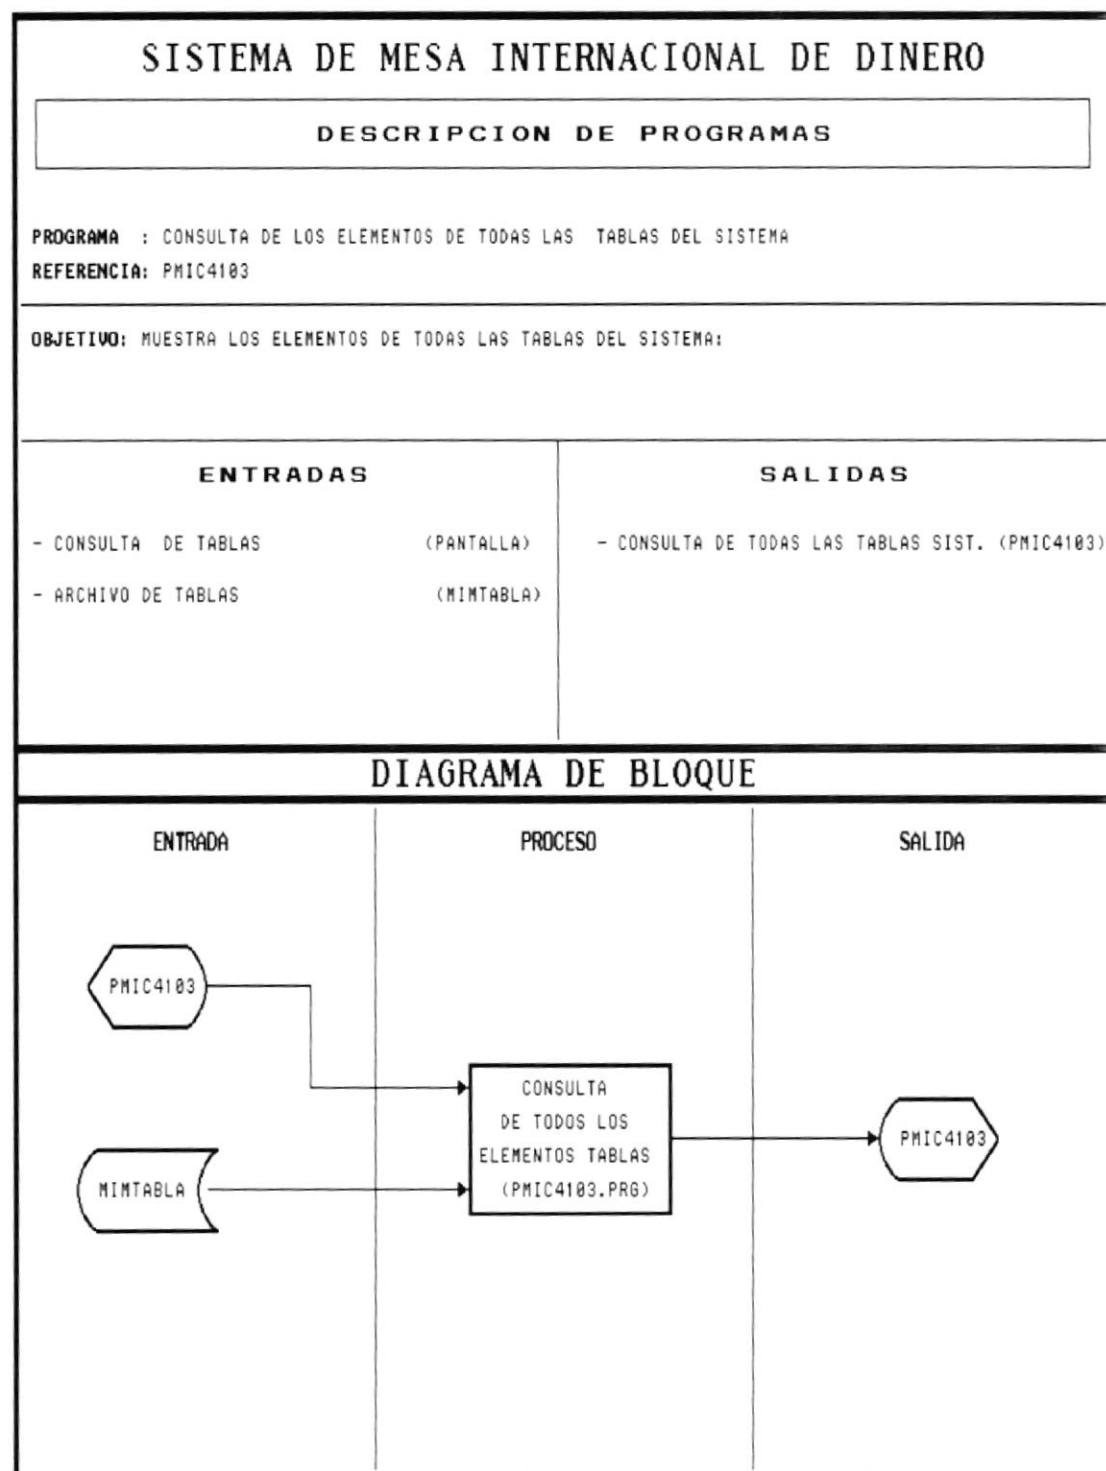 SISTEMA DE MESA INTERNACIONAL DE DINERO
DESCRIPCION DE PROGRAMAS
PROGRAMA : CONSULTA DE LOS ELEMENTOS DE TODAS LAS TABLAS DEL SISTEMA
REFERENCIA: PMIC4103
OBJETIVO: MUESTRA LOS ELEMENTOS DE TODAS LAS TABLAS DEL SISTEMA:
ENTRADAS
- CONSULTA DE TABLAS (PANTALLA)
- ARCHIVO DE TABLAS (MIMTABLA)
SALIDAS
- CONSULTA DE TODAS LAS TABLAS SIST. (PMIC4103)
DIAGRAMA DE BLOQUE
ENTRADA
PROCESO
SALIDA
PMIC4103
MIMTABLA
CONSULTA
DE TODOS LOS
ELEMENTOS TABLAS
(PMIC4103.PRG)
PMIC4103